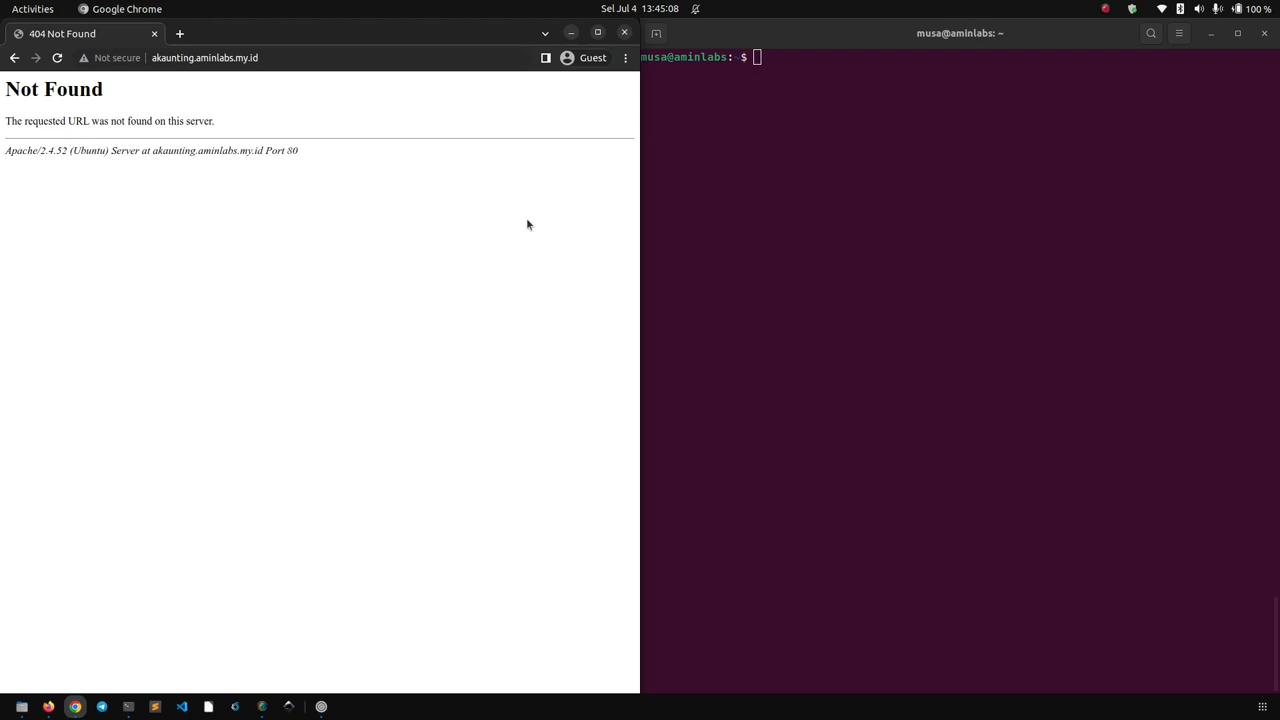 Activities
Google Chrome
Sel Jul 4 13:45:08
100 %
404 Not Found
musa@aminlabs: ~
Not secure
akaunting.aminlabs.my.id
Guest
musa@aminlabs:~$
Not Found
The requested URL was not found on this server.
Apache/2.4.52 (Ubuntu) Server at akaunting.aminlabs.my.id Port 80